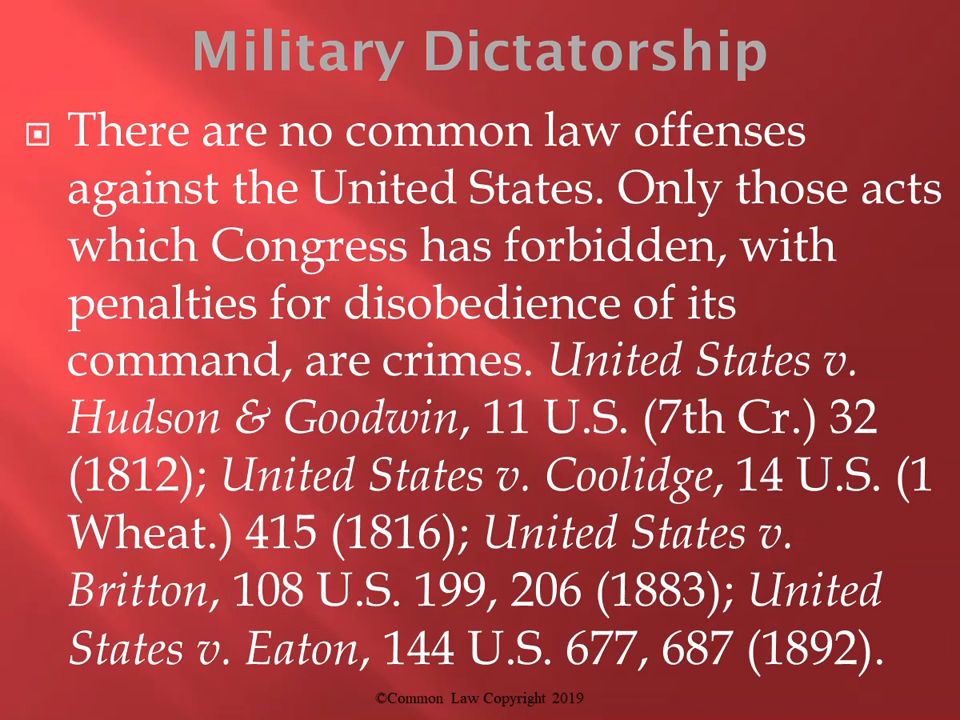 Military Dictatorship
There are no common law offenses
against the United States. Only those acts
which Congress has forbidden, with
penalties for disobedience of its
command, are crimes. United States v.
Hudson & Goodwin, 11 U.S. (7th Cr.) 32
(1812); United States v. Coolidge, 14 U.S. (1
Wheat.) 415 (1816); United States v.
Britton, 108 U.S. 199, 206 (1883); United
States v. Eaton, 144 U.S. 677, 687 (1892).
©Common Law Copyright 2019